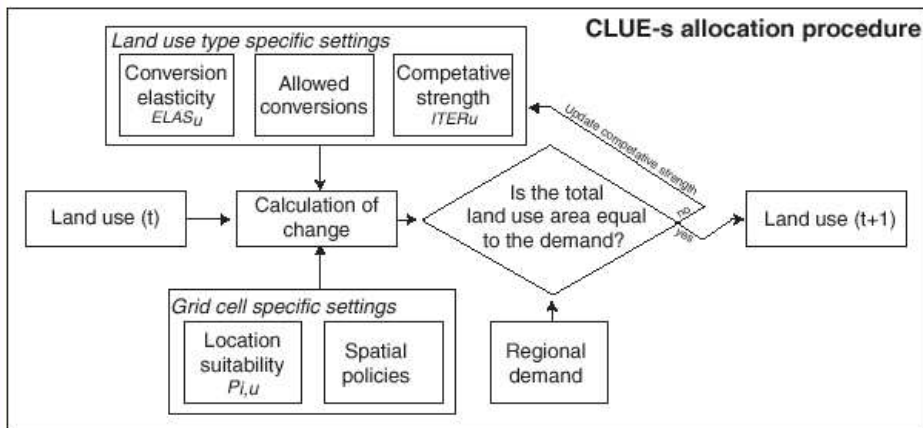 CLUE-s allocation procedure
Land use type specific settings
Conversion
elasticity
ELASu
Allowed
conversions
Competative
strength
ITERu
Update competative strength
Land use (t)
Calculation of
change
Is the total
land use area equal
to the demand?
no
yes
Land use (t+1)
Grid cell specific settings
Location
suitability
Pi,u
Spatial
policies
Regional
demand